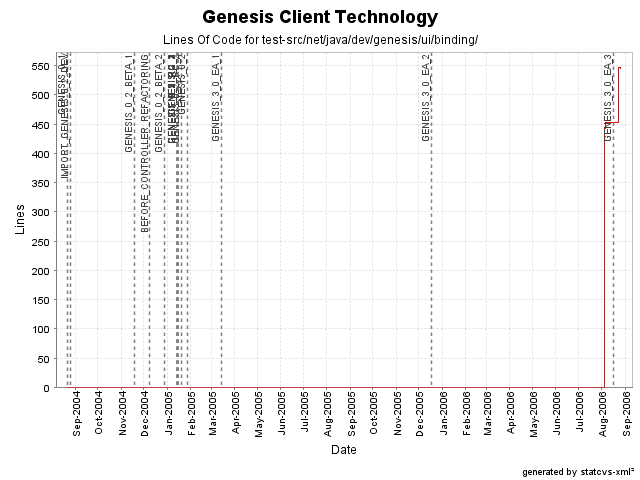 Genesis Client Technology
Lines Of Code for test-src/net/java/dev/genesis/ui/binding/
Lines
550
500
450
400
350
300
250
200
150
100
50
0
GENESIS_0_2_BETA_1
BEFORE_CONTROLLER_REFACTORING
GENESIS_0_2_BETA_2
GENESIS_3_0_EA_1
GENESIS_3_0_EA_2
GENESIS_3_0_EA_3
Sep-2004
Oct-2004
Nov-2004
Dec-2004
Jan-2005
Feb-2005
Mar-2005
Apr-2005
May-2005
Jun-2005
Jul-2005
Aug-2005
Sep-2005
Oct-2005
Nov-2005
Dec-2005
Jan-2006
Feb-2006
Mar-2006
Apr-2006
May-2006
Jun-2006
Jul-2006
Aug-2006
Sep-2006
Date
generated by statcvs-xml²